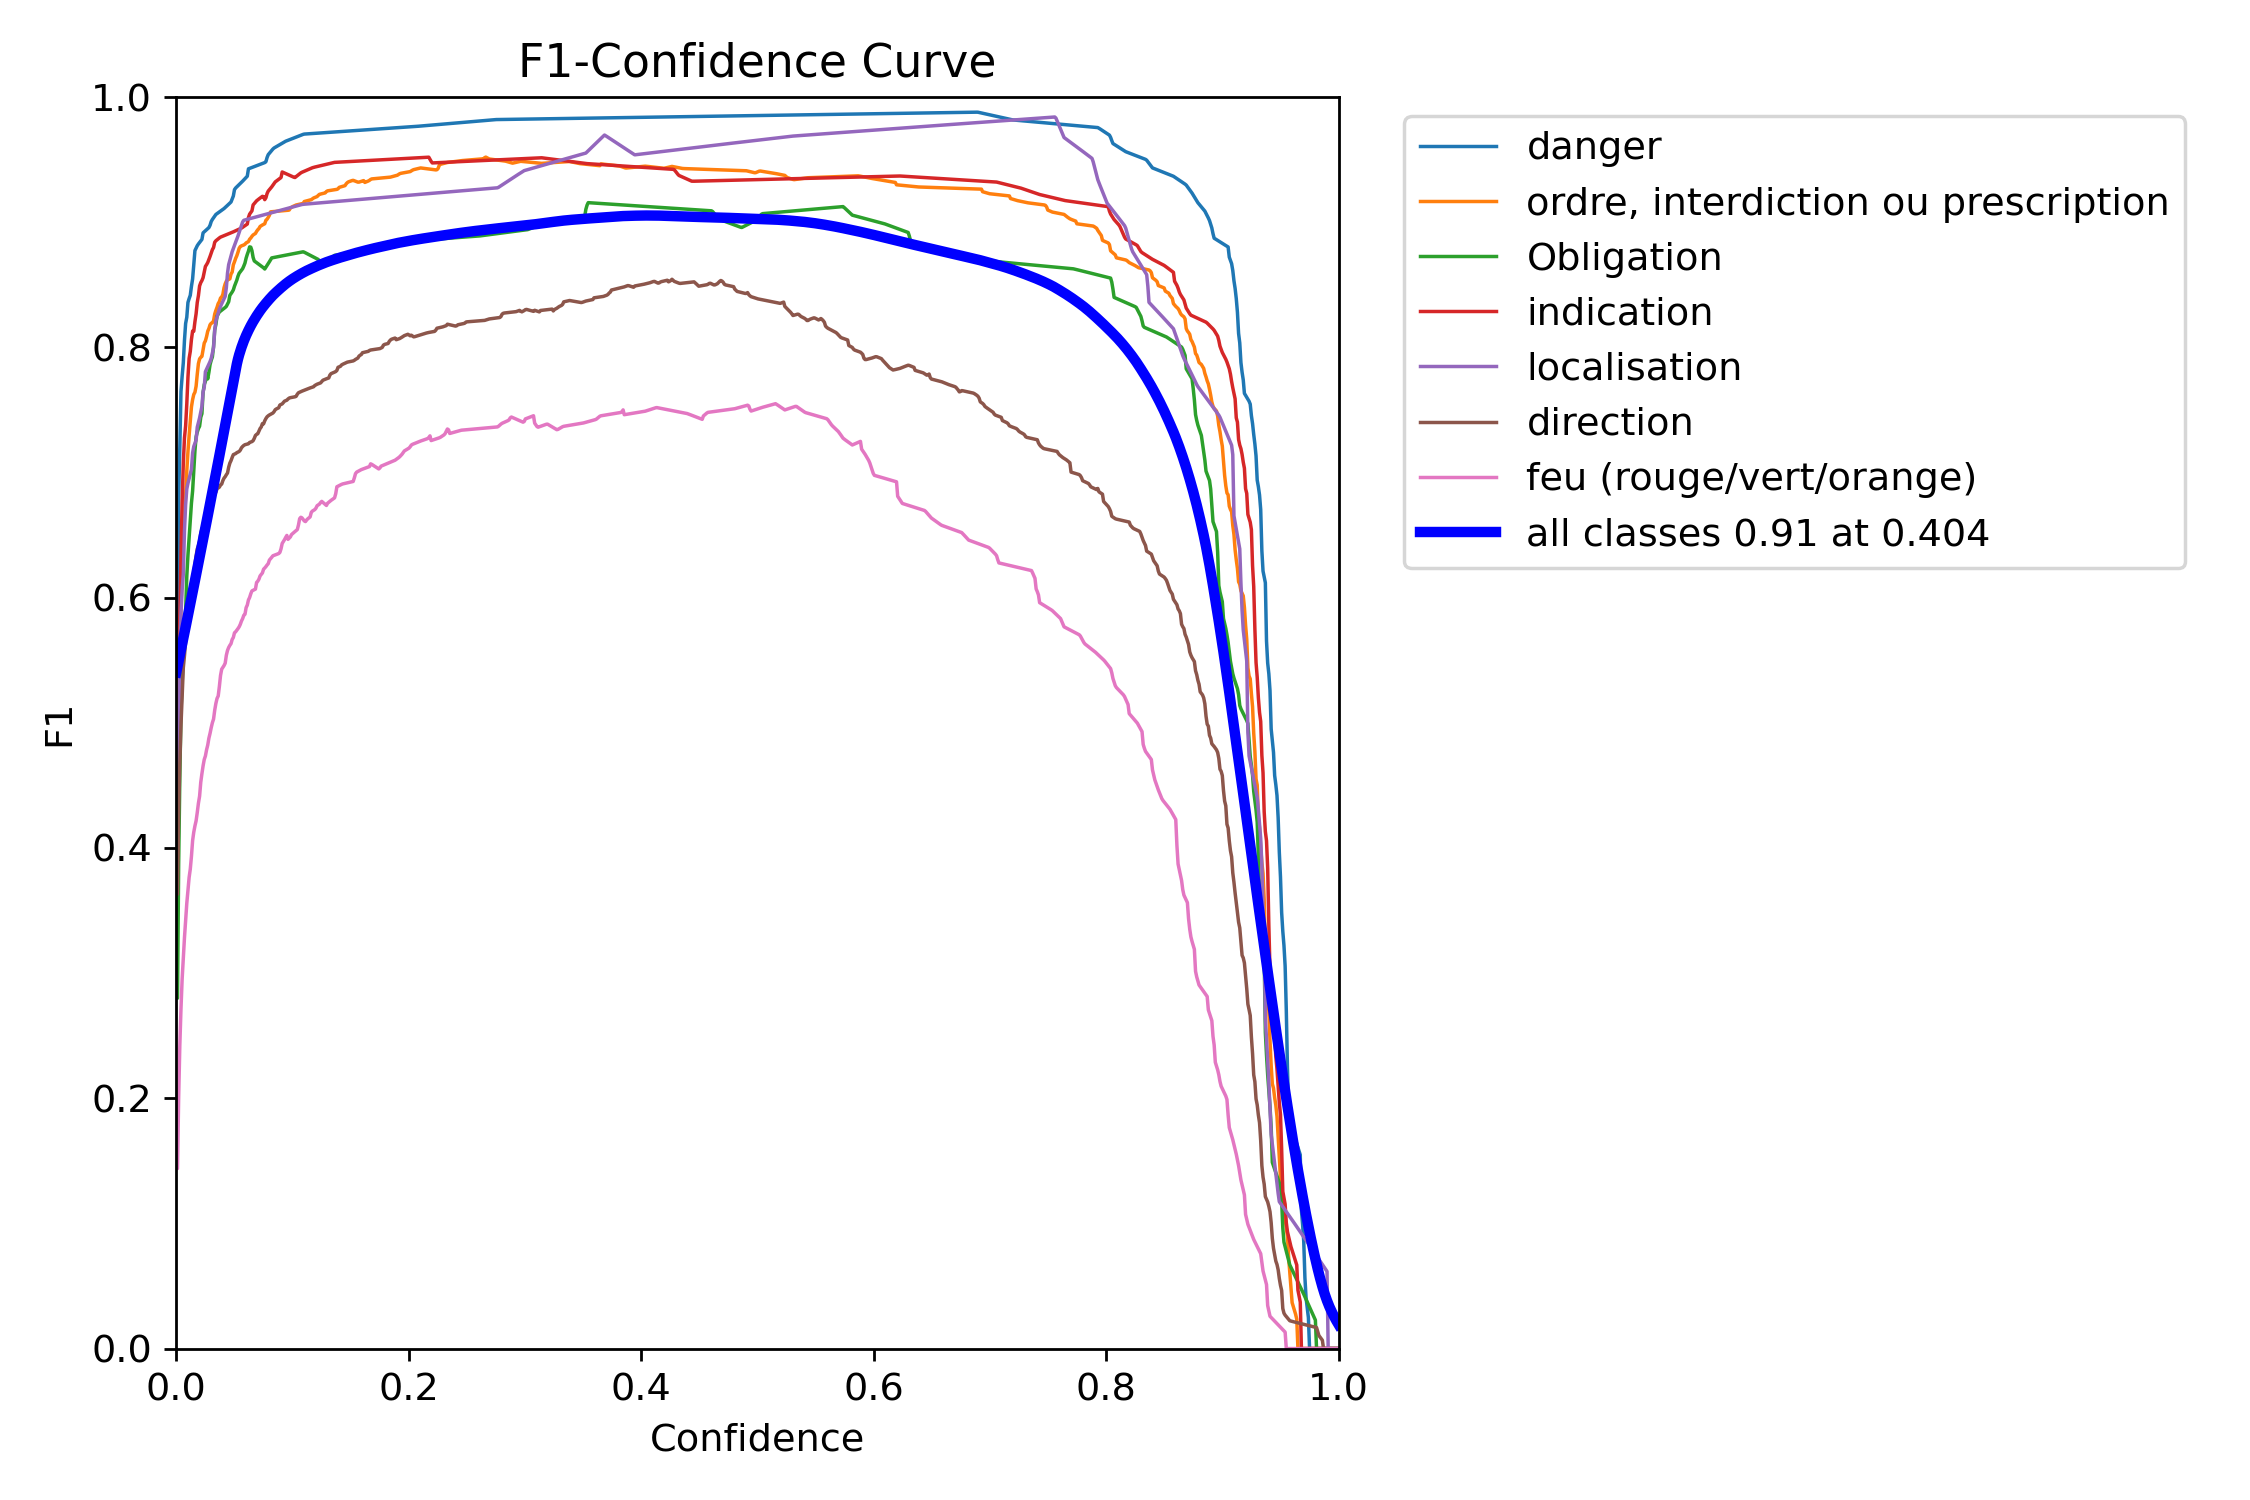 F1-Confidence Curve
1.0
0.8
0.6
0.4
0.2
0.0
F1
0.0 0.2 0.4 0.6 0.8 1.0
Confidence
danger
ordre, interdiction ou prescription
Obligation
indication
localisation
direction
feu (rouge/vert/orange)
all classes 0.91 at 0.404